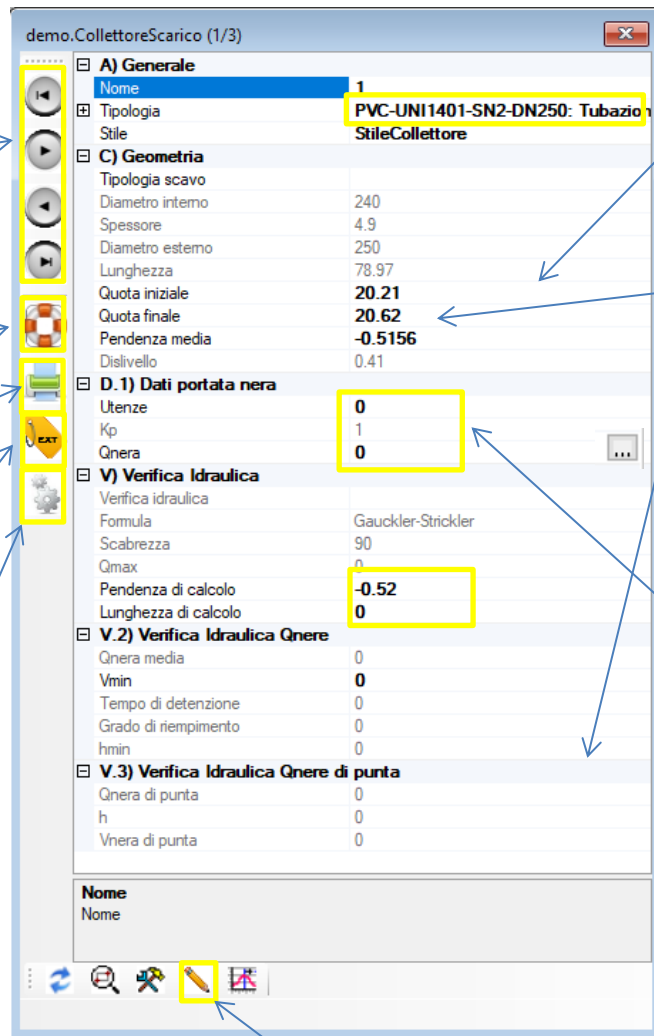 demo.CollettoreScarico (1/3)
A) Generale
Nome 1
Tipologia PVC-UNI1401-SN2-DN250: Tubazion
Stile StileCollettore
C) Geometria
Tipologia scavo
Diametro interno 240
Spessore 4.9
Diametro esterno 250
Lunghezza 78.97
Quota iniziale 20.21
Quota finale 20.62
Pendenza media -0.5156
Dislivello 0.41
D.1) Dati portata nera
Utenze 0
Kp 1
Qnera 0
...
V) Verifica Idraulica
Verifica idraulica
Formula Gauckler-Strickler
Scabrezza 90
Qmax 0
Pendenza di calcolo -0.52
Lunghezza di calcolo 0
V.2) Verifica Idraulica Qnere
Qnera media 0
Vmin 0
Tempo di detenzione 0
Grado di riempimento 0
hmin 0
V.3) Verifica Idraulica Qnere di punta
Qnera di punta 0
h 0
Vnera di punta 0
Nome
Nome
EXT